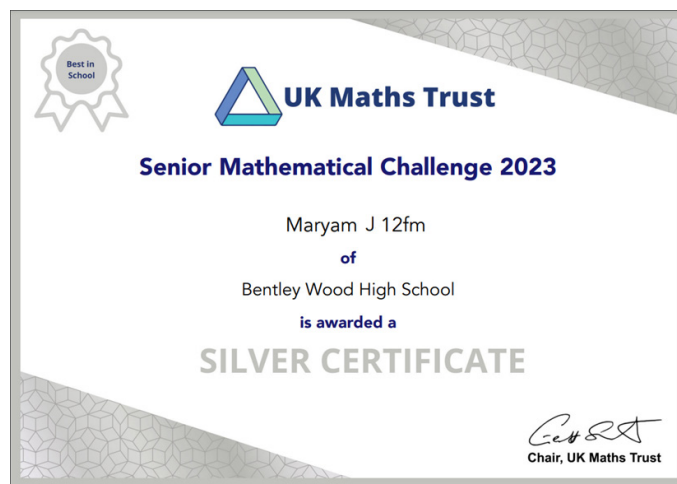 Best in
School
UK Maths Trust
Senior Mathematical Challenge 2023
Maryam J 12fm
of
Bentley Wood High School
is awarded a
SILVER CERTIFICATE
Chair, UK Maths Trust